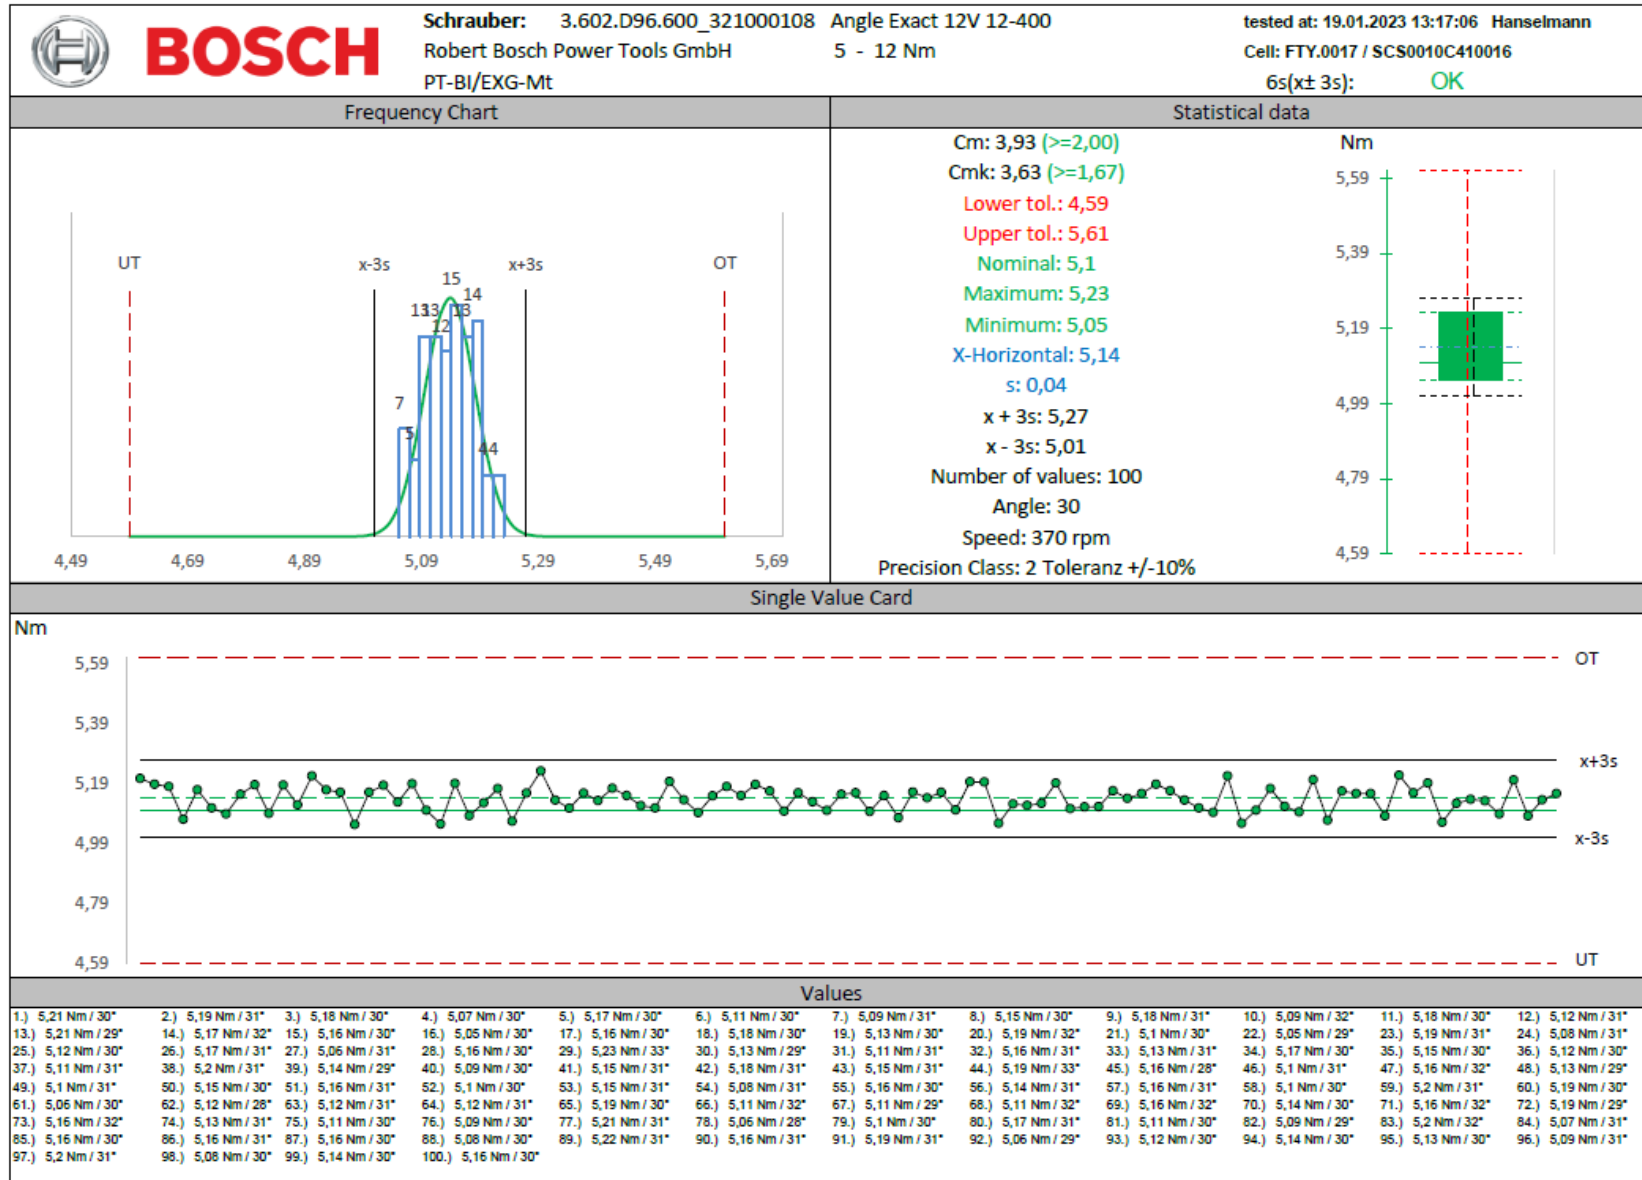 BOSCH
Schrauber: 3.602.D96.600_321000108 Angle Exact 12V 12-400
Robert Bosch Power Tools GmbH 5 - 12 Nm
PT-BI/EXG-Mt
tested at: 19.01.2023 13:17:06 Hanselmann
Cell: FTY.0017 / SCS0010C410016
6s(x± 3s): OK
Frequency Chart
UT
x-3s
x+3s
OT
7
5
13
13
12
15
13
14
4
4
4,49 4,69 4,89 5,09 5,29 5,49 5,69
Statistical data
Cm: 3,93 (>=2,00)
Cmk: 3,63 (>=1,67)
Lower tol.: 4,59
Upper tol.: 5,61
Nominal: 5,1
Maximum: 5,23
Minimum: 5,05
X-Horizontal: 5,14
s: 0,04
x + 3s: 5,27
x - 3s: 5,01
Number of values: 100
Angle: 30
Speed: 370 rpm
Precision Class: 2 Toleranz +/-10%
Nm
5,59
5,39
5,19
4,99
4,79
4,59
Single Value Card
Nm
5,59
5,39
5,19
4,99
4,79
4,59
OT
x+3s
x-3s
UT
Values
1.) 5,21 Nm / 30° 2.) 5,19 Nm / 31° 3.) 5,18 Nm / 30° 4.) 5,07 Nm / 30° 5.) 5,17 Nm / 30° 6.) 5,11 Nm / 30° 7.) 5,09 Nm / 31° 8.) 5,15 Nm / 30° 9.) 5,18 Nm / 31° 10.) 5,09 Nm / 32° 11.) 5,18 Nm / 30° 12.) 5,12 Nm / 31°
13.) 5,21 Nm / 29° 14.) 5,17 Nm / 32° 15.) 5,16 Nm / 30° 16.) 5,05 Nm / 30° 17.) 5,16 Nm / 30° 18.) 5,18 Nm / 30° 19.) 5,13 Nm / 30° 20.) 5,19 Nm / 32° 21.) 5,1 Nm / 30° 22.) 5,05 Nm / 29° 23.) 5,19 Nm / 31° 24.) 5,08 Nm / 31°
25.) 5,12 Nm / 30° 26.) 5,17 Nm / 31° 27.) 5,06 Nm / 31° 28.) 5,16 Nm / 30° 29.) 5,23 Nm / 33° 30.) 5,13 Nm / 29° 31.) 5,11 Nm / 31° 32.) 5,16 Nm / 31° 33.) 5,13 Nm / 31° 34.) 5,17 Nm / 30° 35.) 5,15 Nm / 30° 36.) 5,12 Nm / 30°
37.) 5,11 Nm / 31° 38.) 5,2 Nm / 31° 39.) 5,14 Nm / 29° 40.) 5,09 Nm / 30° 41.) 5,15 Nm / 31° 42.) 5,18 Nm / 31° 43.) 5,15 Nm / 31° 44.) 5,19 Nm / 33° 45.) 5,16 Nm / 28° 46.) 5,1 Nm / 31° 47.) 5,16 Nm / 32° 48.) 5,13 Nm / 29°
49.) 5,1 Nm / 31° 50.) 5,15 Nm / 30° 51.) 5,16 Nm / 31° 52.) 5,1 Nm / 30° 53.) 5,15 Nm / 31° 54.) 5,08 Nm / 31° 55.) 5,16 Nm / 30° 56.) 5,14 Nm / 31° 57.) 5,16 Nm / 31° 58.) 5,1 Nm / 30° 59.) 5,2 Nm / 31° 60.) 5,19 Nm / 30°
61.) 5,06 Nm / 30° 62.) 5,12 Nm / 28° 63.) 5,12 Nm / 31° 64.) 5,12 Nm / 31° 65.) 5,19 Nm / 30° 66.) 5,11 Nm / 32° 67.) 5,11 Nm / 29° 68.) 5,11 Nm / 32° 69.) 5,16 Nm / 32° 70.) 5,14 Nm / 30° 71.) 5,16 Nm / 32° 72.) 5,19 Nm / 29°
73.) 5,16 Nm / 32° 74.) 5,13 Nm / 31° 75.) 5,11 Nm / 30° 76.) 5,09 Nm / 30° 77.) 5,21 Nm / 31° 78.) 5,06 Nm / 28° 79.) 5,1 Nm / 30° 80.) 5,17 Nm / 31° 81.) 5,11 Nm / 30° 82.) 5,09 Nm / 29° 83.) 5,2 Nm / 32° 84.) 5,07 Nm / 31°
85.) 5,16 Nm / 30° 86.) 5,16 Nm / 31° 87.) 5,16 Nm / 30° 88.) 5,08 Nm / 30° 89.) 5,22 Nm / 31° 90.) 5,16 Nm / 31° 91.) 5,19 Nm / 31° 92.) 5,06 Nm / 29° 93.) 5,12 Nm / 30° 94.) 5,14 Nm / 30° 95.) 5,13 Nm / 30° 96.) 5,09 Nm / 31°
97.) 5,2 Nm / 31° 98.) 5,08 Nm / 30° 99.) 5,14 Nm / 30° 100.) 5,16 Nm / 30°